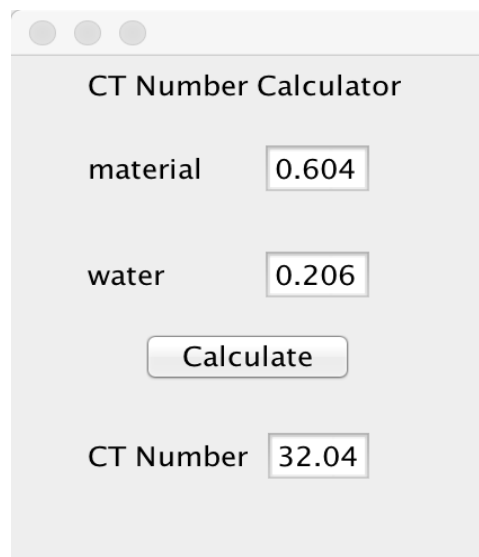 CT Number Calculator
material 0.604
water 0.206
Calculate
CT Number 32.04